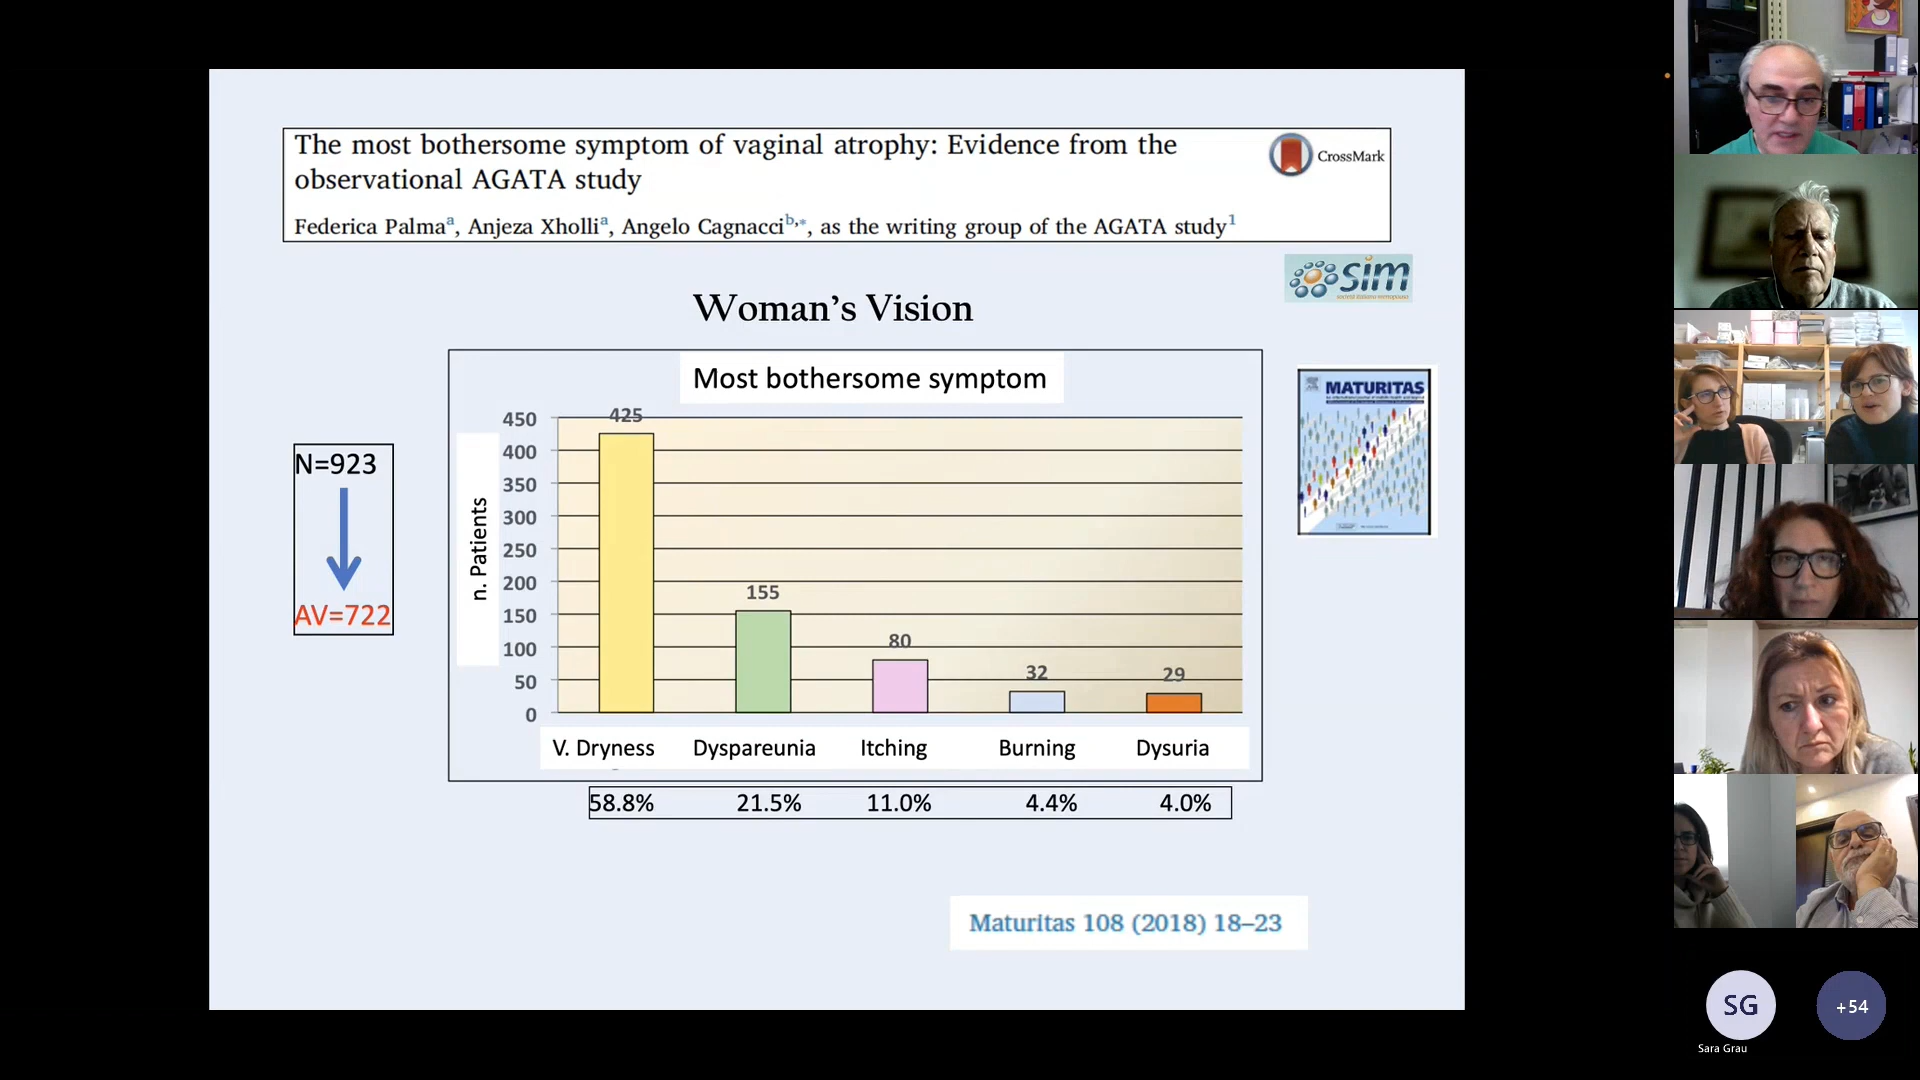 The most bothersome symptom of vaginal atrophy: Evidence from the
observational AGATA study
CrossMark
Federica Palmaᵃ, Anjeza Xholliᵃ, Angelo Cagnacciᵇ,*, as the writing group of the AGATA study¹
sim
Woman's Vision
MATURITAS
Most bothersome symptom
N=923
AV=722
n. Patients
450
400
350
300
250
200
150
100
50
0
425
155
80
32
29
V. Dryness Dyspareunia Itching Burning Dysuria
58.8% 21.5% 11.0% 4.4% 4.0%
Maturitas 108 (2018) 18–23
SG
+54
Sara Grau